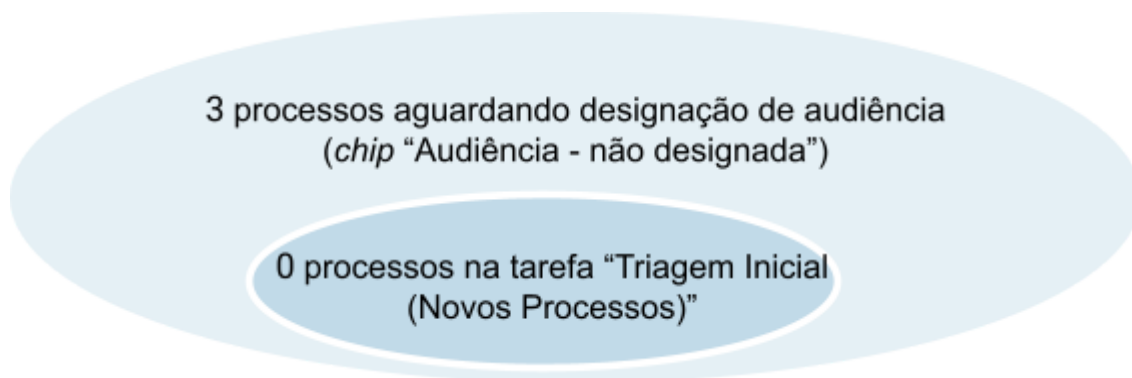 3 processos aguardando designação de audiência
(chip “Audiência - não designada”)
0 processos na tarefa “Triagem Inicial
(Novos Processos)”